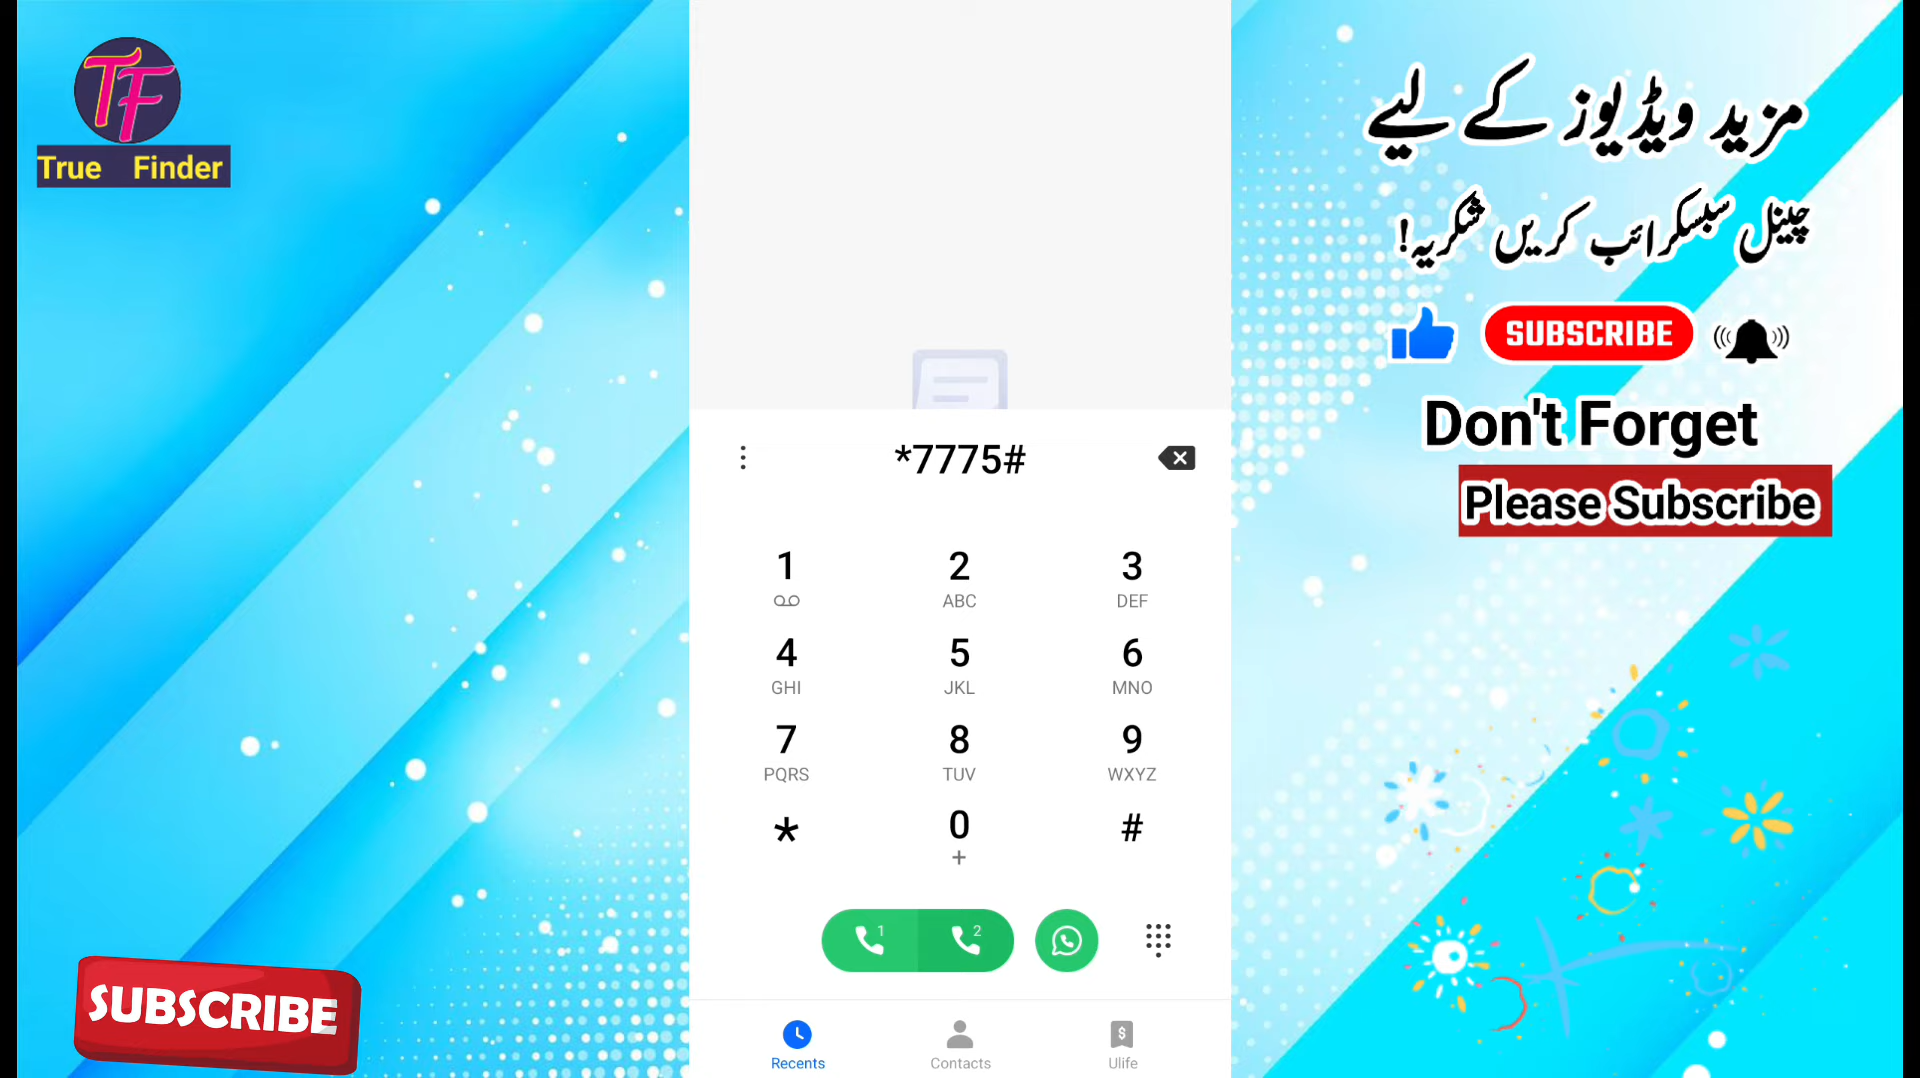 TF
True Finder
مزید ویڈیوز کے لیے
چینل سبسکرائب کریں شکریہ!
SUBSCRIBE
Don't Forget
Please Subscribe
*7775#
1
2
ABC
3
DEF
4
GHI
5
JKL
6
MNO
7
PQRS
8
TUV
9
WXYZ
*
0
+
#
1
2
SUBSCRIBE
Recents
Contacts
$
Ulife